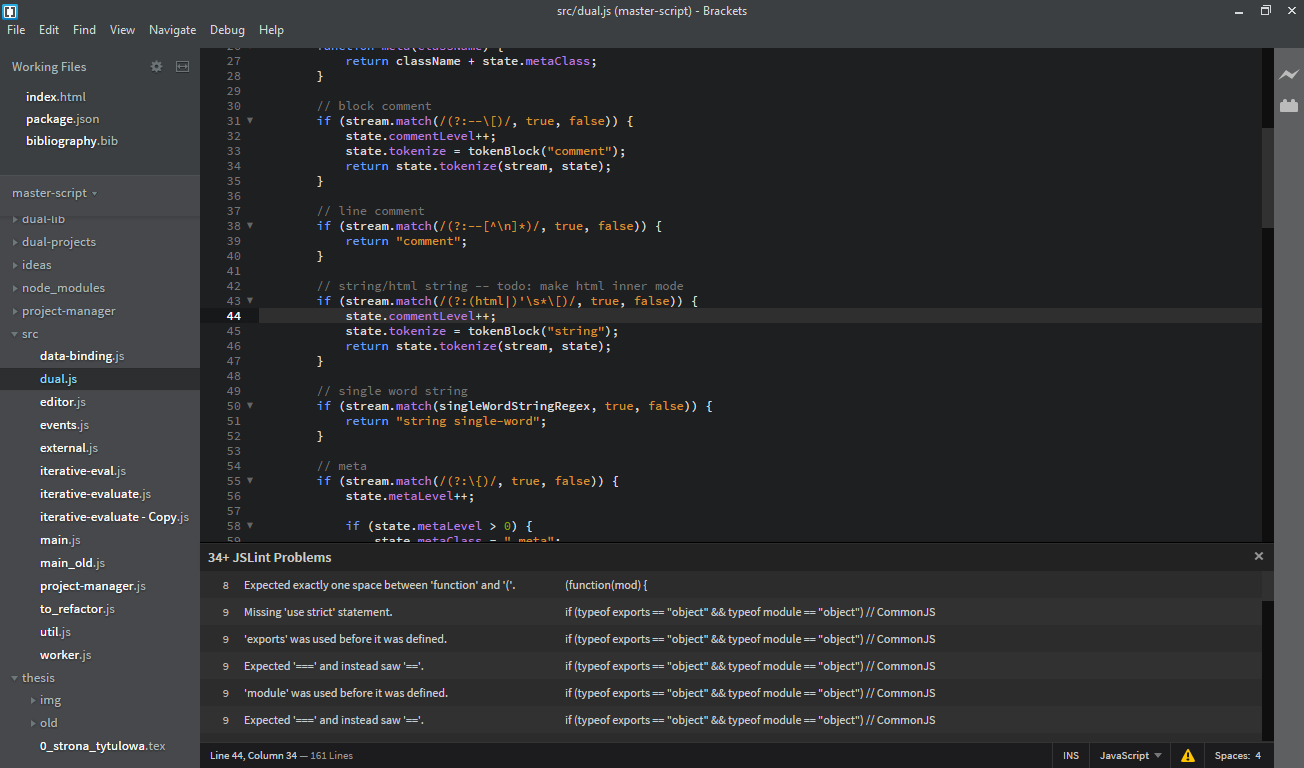 src/dual.js (master-script) - Brackets
File Edit Find View Navigate Debug Help
Working Files
index.html
package.json
bibliography.bib
master-script
dual-lib
dual-projects
ideas
node_modules
project-manager
src
data-binding.js
dual.js
editor.js
events.js
external.js
iterative-eval.js
iterative-evaluate.js
iterative-evaluate - Copy.js
main.js
main_old.js
project-manager.js
to_refactor.js
util.js
worker.js
thesis
img
old
0_strona_tytulowa.tex
26 function meta(className) {
27 return className + state.metaClass;
28 }
29
30 // block comment
31 if (stream.match(/(?:--\[)/, true, false)) {
32 state.commentLevel++;
33 state.tokenize = tokenBlock("comment");
34 return state.tokenize(stream, state);
35 }
36
37 // line comment
38 if (stream.match(/(?:--[^\n]*)/, true, false)) {
39 return "comment";
40 }
41
42 // string/html string -- todo: make html inner mode
43 if (stream.match(/(?:(html|)'\s*\[)/, true, false)) {
44 state.commentLevel++;
45 state.tokenize = tokenBlock("string");
46 return state.tokenize(stream, state);
47 }
48
49 // single word string
50 if (stream.match(singleWordStringRegex, true, false)) {
51 return "string single-word";
52 }
53
54 // meta
55 if (stream.match(/(?:\{)/, true, false)) {
56 state.metaLevel++;
57
58 if (state.metaLevel > 0) {
59 state.metaClass = " meta";
34+ JSLint Problems
8 Expected exactly one space between 'function' and '('. (function(mod) {
9 Missing 'use strict' statement. if (typeof exports == "object" && typeof module == "object") // CommonJS
9 'exports' was used before it was defined. if (typeof exports == "object" && typeof module == "object") // CommonJS
9 Expected '===' and instead saw '=='. if (typeof exports == "object" && typeof module == "object") // CommonJS
9 'module' was used before it was defined. if (typeof exports == "object" && typeof module == "object") // CommonJS
9 Expected '===' and instead saw '=='. if (typeof exports == "object" && typeof module == "object") // CommonJS
Line 44, Column 34 — 161 Lines
INS JavaScript Spaces: 4